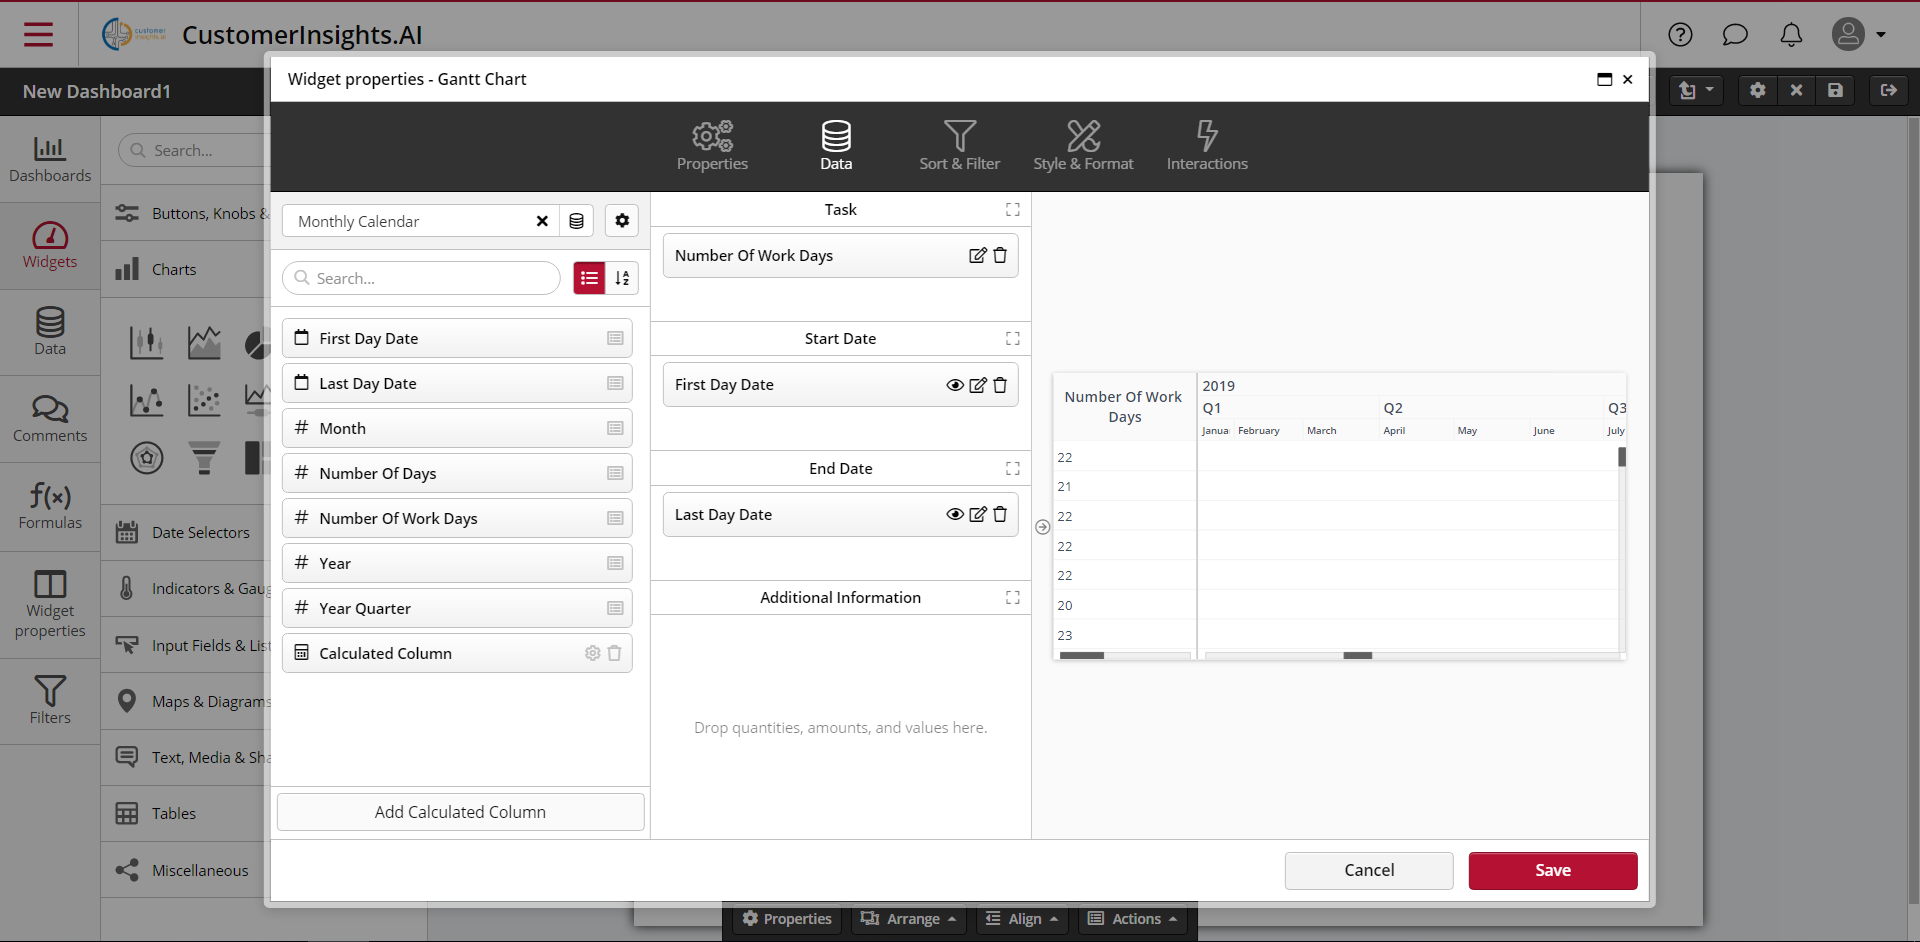 customer
insights.ai
CustomerInsights.AI
New Dashboard1
Widget properties - Gantt Chart
Properties
Data
Sort & Filter
Style & Format
Interactions
Dashboards
Widgets
Data
Comments
Formulas
Widget
properties
Filters
Search...
Buttons, Knobs &
Charts
Date Selectors
Indicators & Gau
Input Fields & List
Maps & Diagrams
Text, Media & Sha
Tables
Miscellaneous
Monthly Calendar
Search...
First Day Date
Last Day Date
# Month
# Number Of Days
# Number Of Work Days
# Year
# Year Quarter
Calculated Column
Add Calculated Column
Task
Number Of Work Days
Start Date
First Day Date
End Date
Last Day Date
Additional Information
Drop quantities, amounts, and values here.
Number Of Work
Days
2019
Q1 Q2 Q3
Janua February March April May June July
22
21
22
22
22
20
23
Cancel
Save
Properties Arrange Align Actions